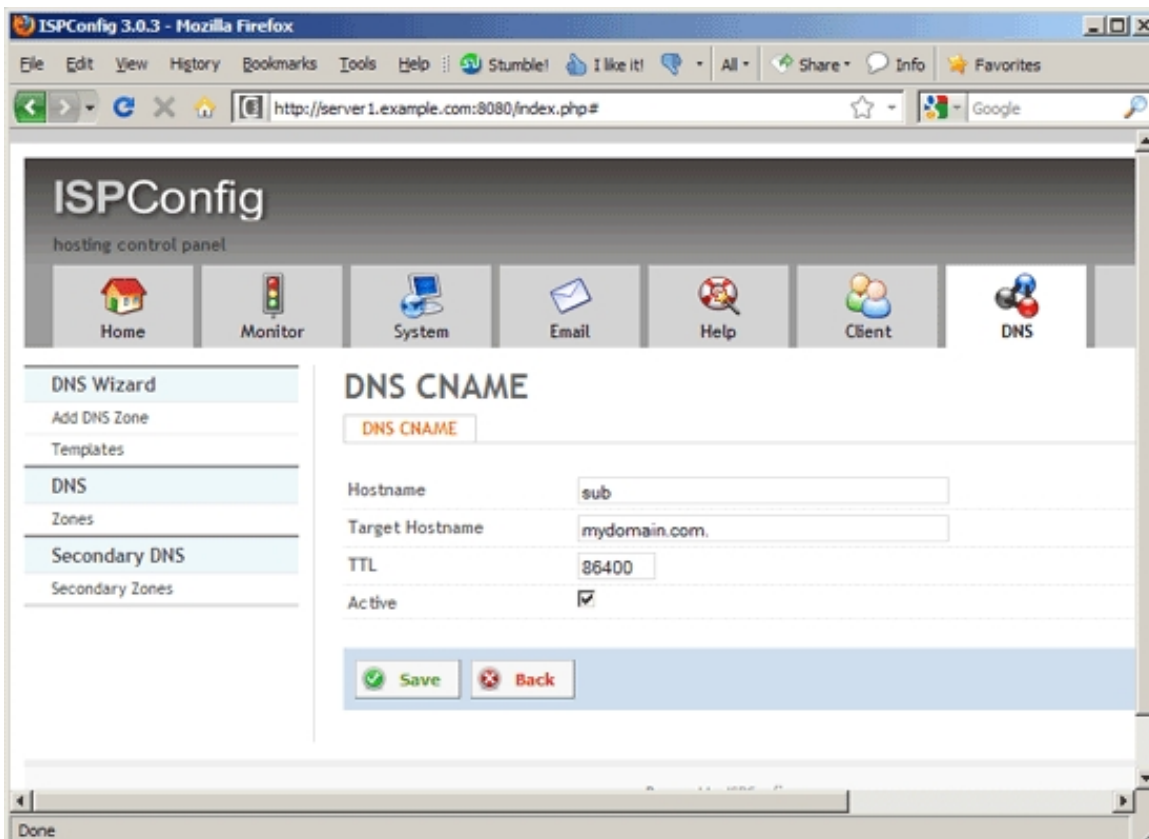 ISPConfig 3.0.3 - Mozilla Firefox
File Edit View History Bookmarks Tools Help Stumble! I like it! All Share Info Favorites
http://server1.example.com:8080/index.php# Google
ISPConfig
hosting control panel
Home Monitor System Email Help Client DNS
DNS Wizard
Add DNS Zone
Templates
DNS
Zones
Secondary DNS
Secondary Zones
DNS CNAME
DNS CNAME
Hostname sub
Target Hostname mydomain.com.
TTL 86400
Active
Save Back
Done